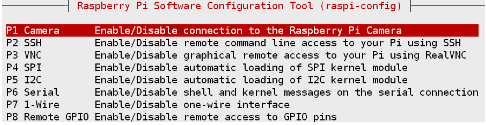 Raspberry Pi Software Configuration Tool (raspi-config)
P1 Camera Enable/Disable connection to the Raspberry Pi Camera
P2 SSH Enable/Disable remote command line access to your Pi using SSH
P3 VNC Enable/Disable graphical remote access to your Pi using RealVNC
P4 SPI Enable/Disable automatic loading of SPI kernel module
P5 I2C Enable/Disable automatic loading of I2C kernel module
P6 Serial Enable/Disable shell and kernel messages on the serial connection
P7 1-Wire Enable/Disable one-wire interface
P8 Remote GPIO Enable/Disable remote access to GPIO pins